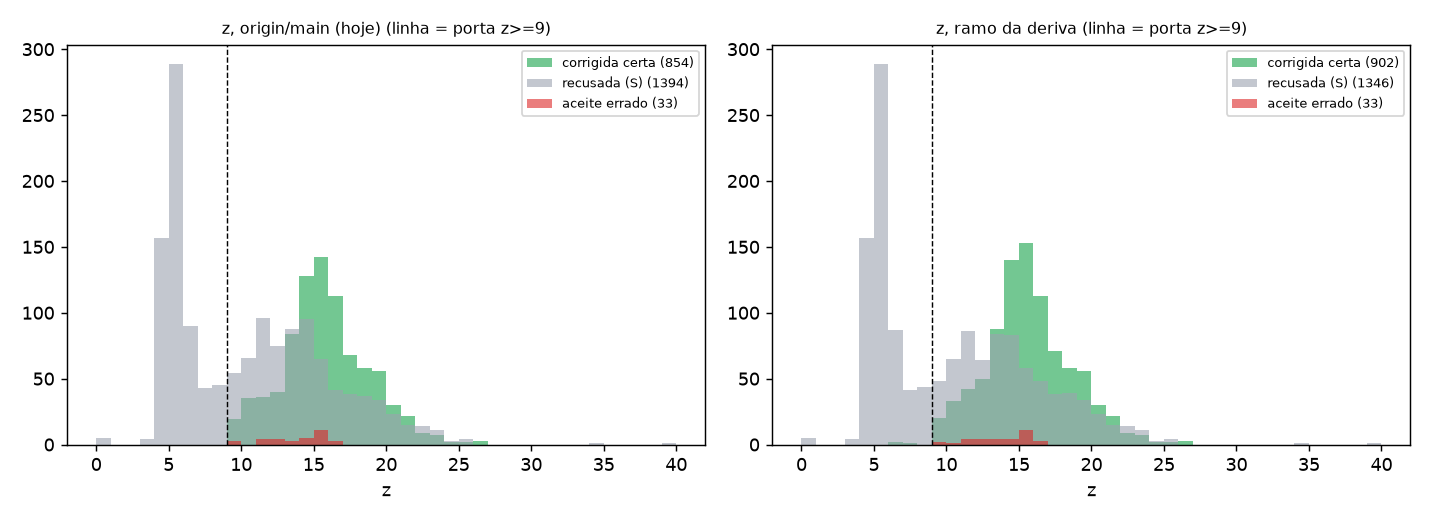 z, origin/main (hoje) (linha = porta z>=9)
300
250
200
150
100
50
0
corrigida certa (854)
recusada (S) (1394)
aceite errado (33)
0 5 10 15 20 25 30 35 40
z
z, ramo da deriva (linha = porta z>=9)
300
250
200
150
100
50
0
corrigida certa (902)
recusada (S) (1346)
aceite errado (33)
0 5 10 15 20 25 30 35 40
z